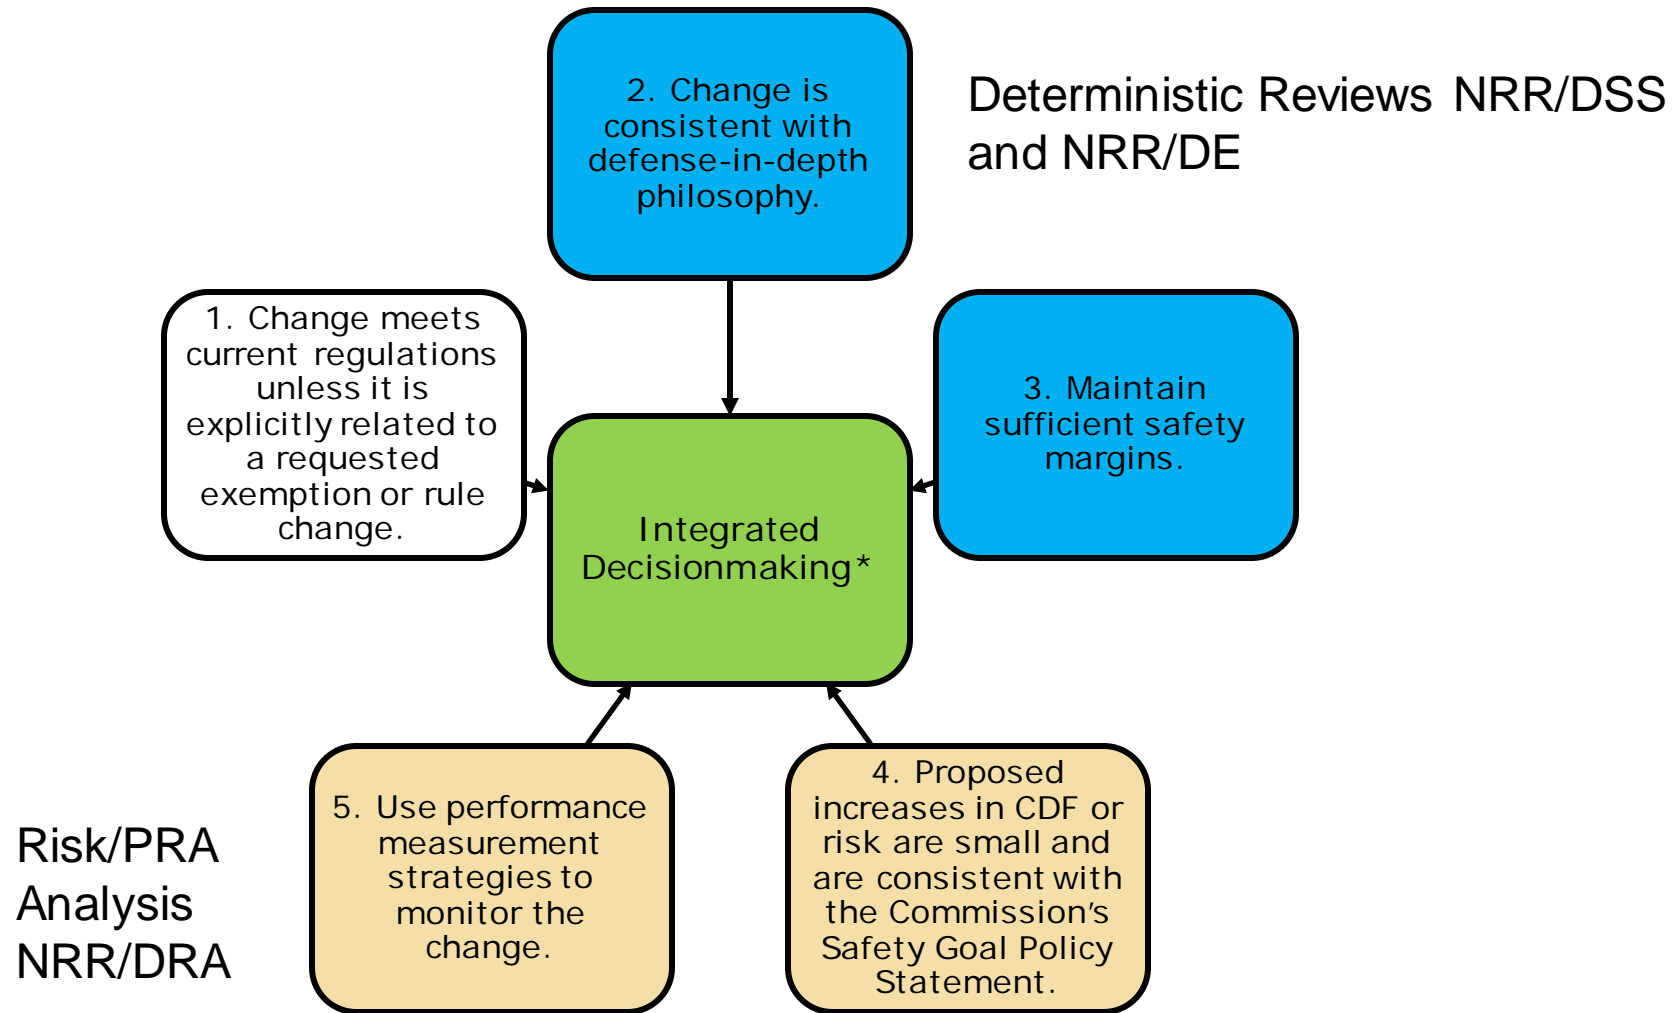 2. Change is
consistent with
defense-in-depth
philosophy.
Deterministic Reviews NRR/DSS
and NRR/DE
1. Change meets
current regulations
unless it is
explicitly related to
a requested
exemption or rule
change.
3. Maintain
sufficient safety
margins.
Integrated
Decisionmaking*
5. Use performance
measurement
strategies to
monitor the
change.
4. Proposed
increases in CDF or
risk are small and
are consistent with
the Commission's
Safety Goal Policy
Statement.
Risk/PRA
Analysis
NRR/DRA